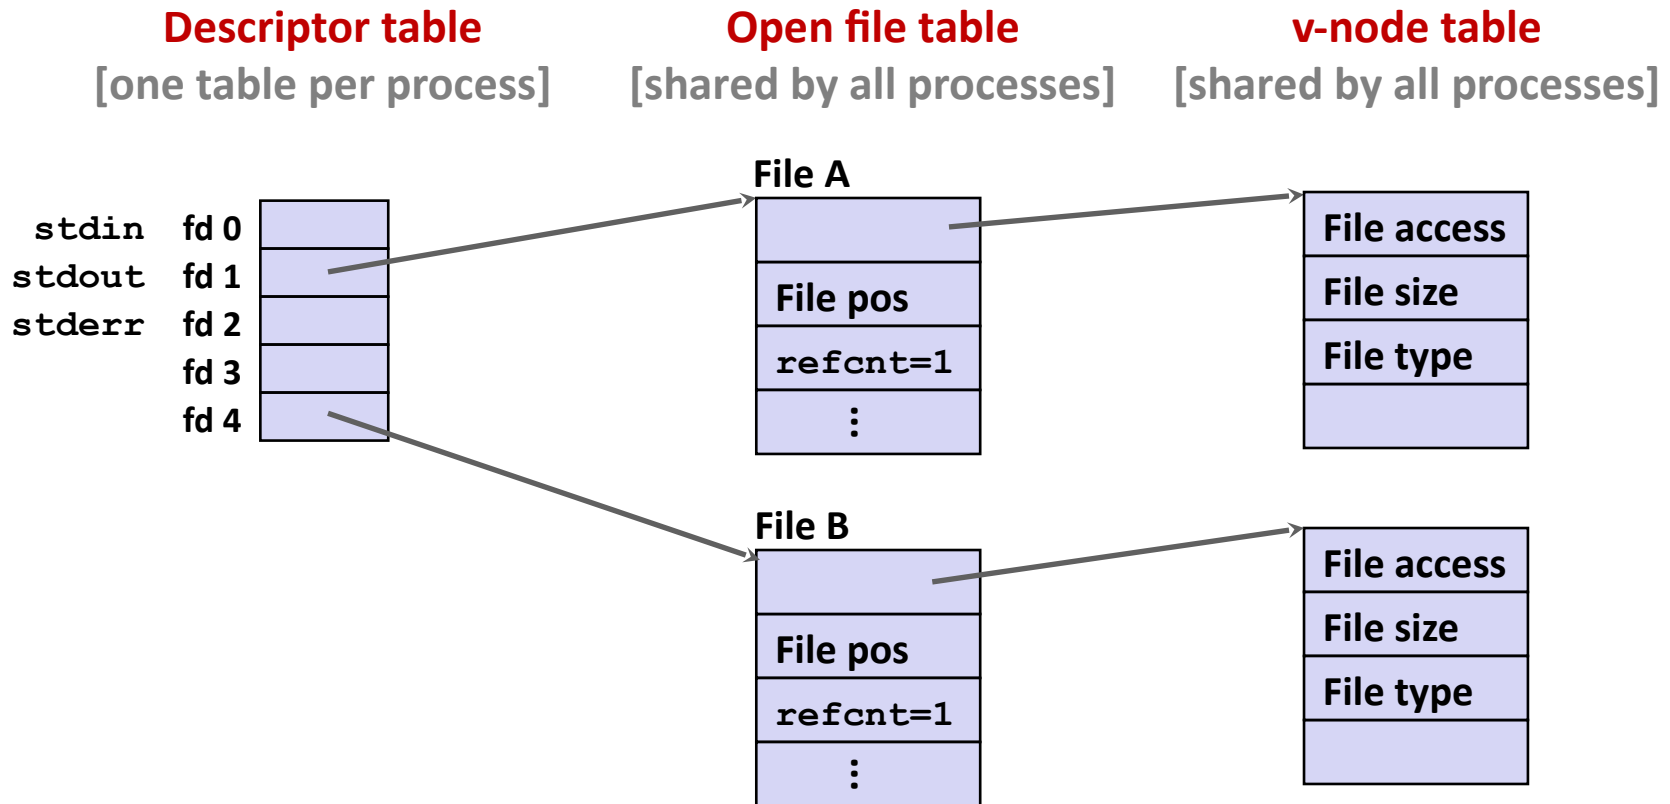 Descriptor table
[one table per process]
Open file table
[shared by all processes]
v-node table
[shared by all processes]
stdin fd 0
stdout fd 1
stderr fd 2
fd 3
fd 4
File A
File pos
refcnt=1
⋮
File access
File size
File type
File B
File pos
refcnt=1
⋮
File access
File size
File type